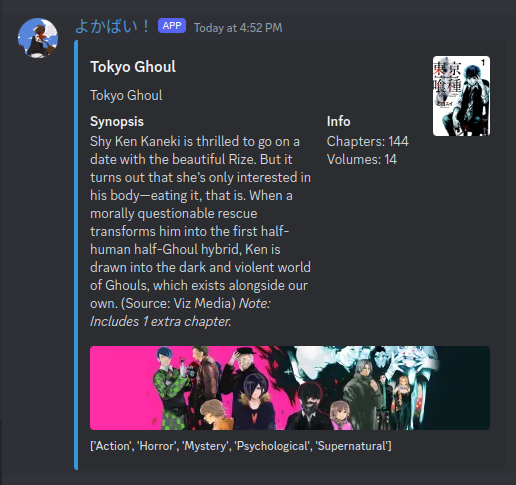 よかばい！ APP Today at 4:52 PM
Tokyo Ghoul
Tokyo Ghoul
Synopsis
Shy Ken Kaneki is thrilled to go on a
date with the beautiful Rize. But it
turns out that she's only interested in
his body—eating it, that is. When a
morally questionable rescue
transforms him into the first half-
human half-Ghoul hybrid, Ken is
drawn into the dark and violent world
of Ghouls, which exists alongside our
own. (Source: Viz Media) Note:
Includes 1 extra chapter.
Info
Chapters: 144
Volumes: 14
東京
喰種
1
['Action', 'Horror', 'Mystery', 'Psychological', 'Supernatural']